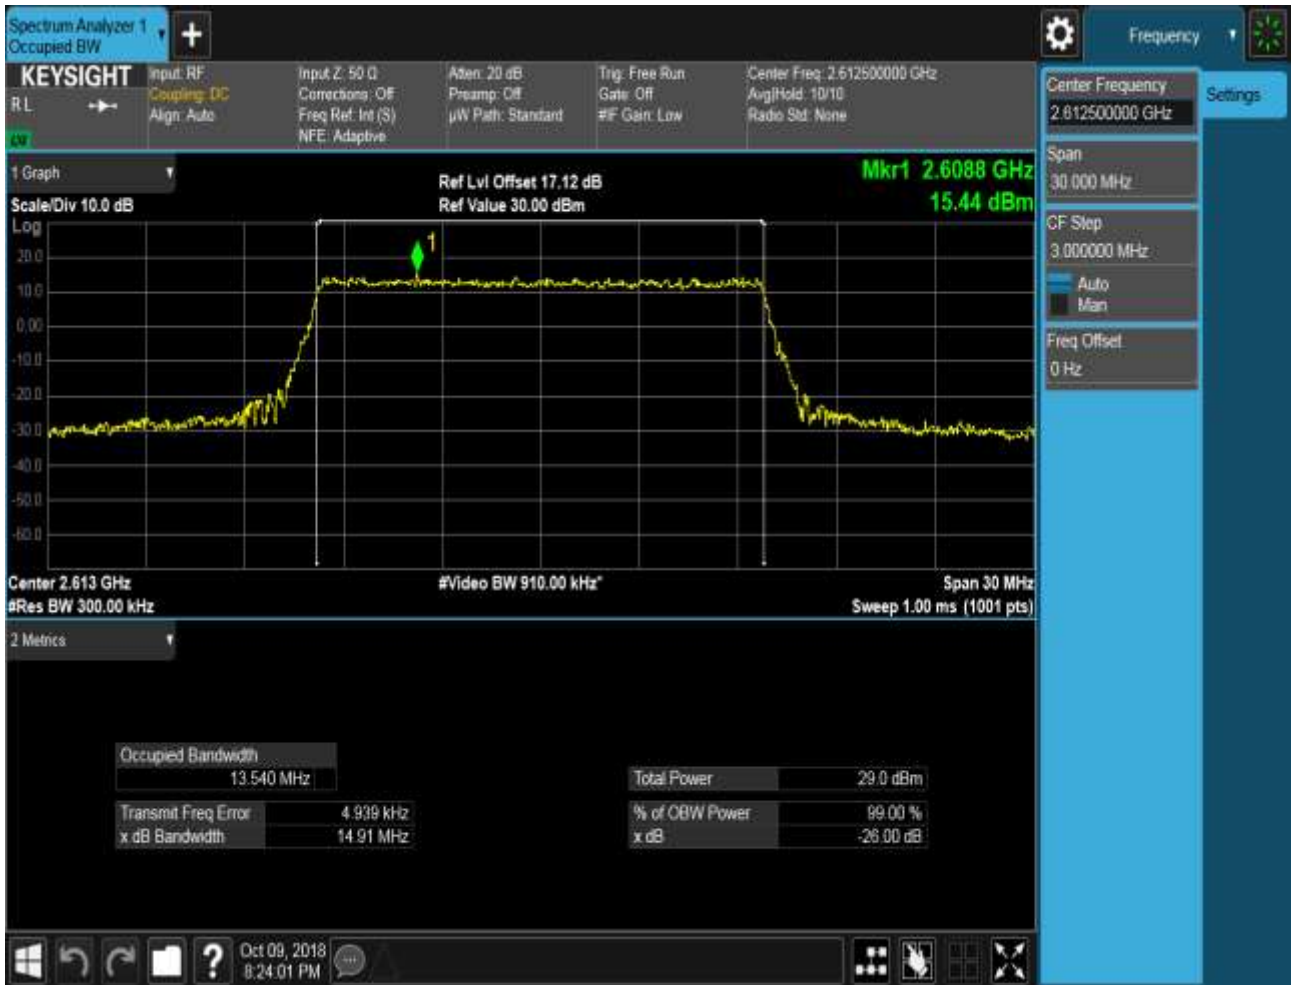 Spectrum Analyzer 1
Occupied BW
Frequency
KEYSIGHT
R L
LXI
Input: RF
Coupling: DC
Align: Auto
Input Z: 50 Ω
Corrections: Off
Freq Ref: Int (S)
NFE: Adaptive
Atten: 20 dB
Preamp: Off
µW Path: Standard
Trig: Free Run
Gate: Off
#IF Gain: Low
Center Freq: 2.612500000 GHz
Avg|Hold: 10/10
Radio Std: None
Center Frequency
2.612500000 GHz
Settings
Span
30.000 MHz
CF Step
3.000000 MHz
Auto
Man
Freq Offset
0 Hz
1 Graph
Scale/Div 10.0 dB
Ref Lvl Offset 17.12 dB
Ref Value 30.00 dBm
Mkr1 2.6088 GHz
15.44 dBm
Log
20.0
10.0
0.00
-10.0
-20.0
-30.0
-40.0
-50.0
-60.0
1
Center 2.613 GHz
#Video BW 910.00 kHz*
Span 30 MHz
#Res BW 300.00 kHz
Sweep 1.00 ms (1001 pts)
2 Metrics
Occupied Bandwidth
13.540 MHz
Total Power 29.0 dBm
Transmit Freq Error 4.939 kHz
% of OBW Power 99.00 %
x dB Bandwidth 14.91 MHz
x dB -26.00 dB
?
Oct 09, 2018
8:24:01 PM